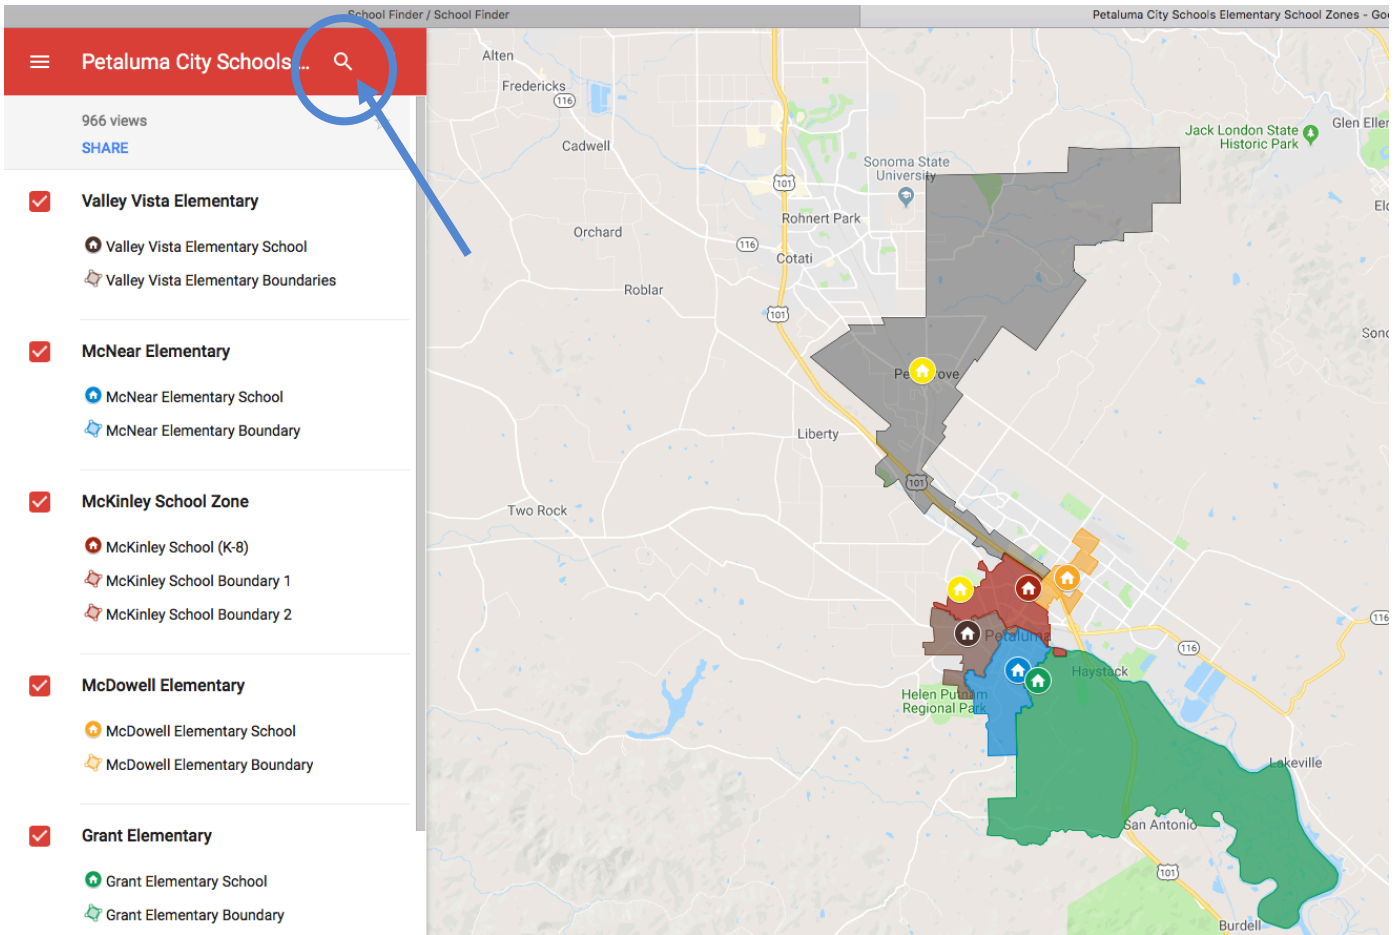 School Finder / School Finder
Petaluma City Schools Elementary School Zones - Goo
Petaluma City Schools ...
966 views
SHARE
Valley Vista Elementary
Valley Vista Elementary School
Valley Vista Elementary Boundaries
McNear Elementary
McNear Elementary School
McNear Elementary Boundary
McKinley School Zone
McKinley School (K-8)
McKinley School Boundary 1
McKinley School Boundary 2
McDowell Elementary
McDowell Elementary School
McDowell Elementary Boundary
Grant Elementary
Grant Elementary School
Grant Elementary Boundary
Alten
Fredericks
116
Cadwell
Jack London State
Historic Park
Glen Eller
Sonoma State
University
101
Rohnert Park
Orchard
116
Cotati
Roblar
101
Liberty
101
Two Rock
116
Petaluma
116
Haystack
Helen Putnam
Regional Park
Lakeville
San Antonio
101
Burdell